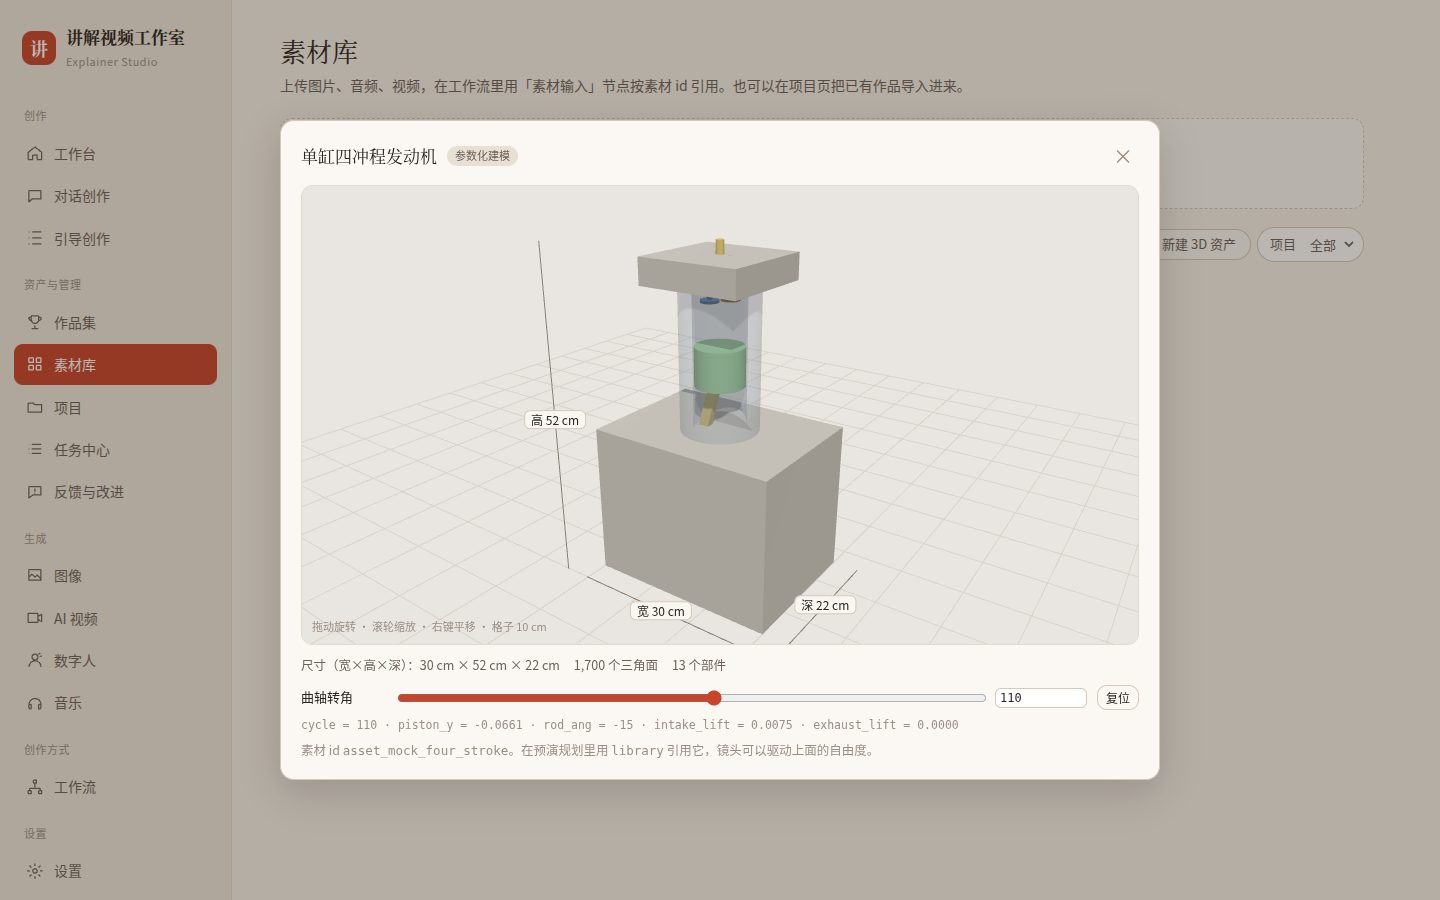 讲
讲解视频工作室
Explainer Studio
创作
工作台
对话创作
引导创作
资产与管理
作品集
素材库
项目
任务中心
反馈与改进
生成
图像
AI 视频
数字人
音乐
创作方式
工作流
设置
设置
素材库
上传图片、音频、视频，在工作流里用「素材输入」节点按素材 id 引用。也可以在项目页把已有作品导入进来。
新建 3D 资产
项目 全部
单缸四冲程发动机 参数化建模
高 52 cm
宽 30 cm
深 22 cm
拖动旋转 · 滚轮缩放 · 右键平移 · 格子 10 cm
尺寸（宽×高×深）：30 cm × 52 cm × 22 cm 1,700 个三角面 13 个部件
曲轴转角 110 复位
cycle = 110 · piston_y = -0.0661 · rod_ang = -15 · intake_lift = 0.0075 · exhaust_lift = 0.0000
素材 id asset_mock_four_stroke。在预演规划里用 library 引用它，镜头可以驱动上面的自由度。